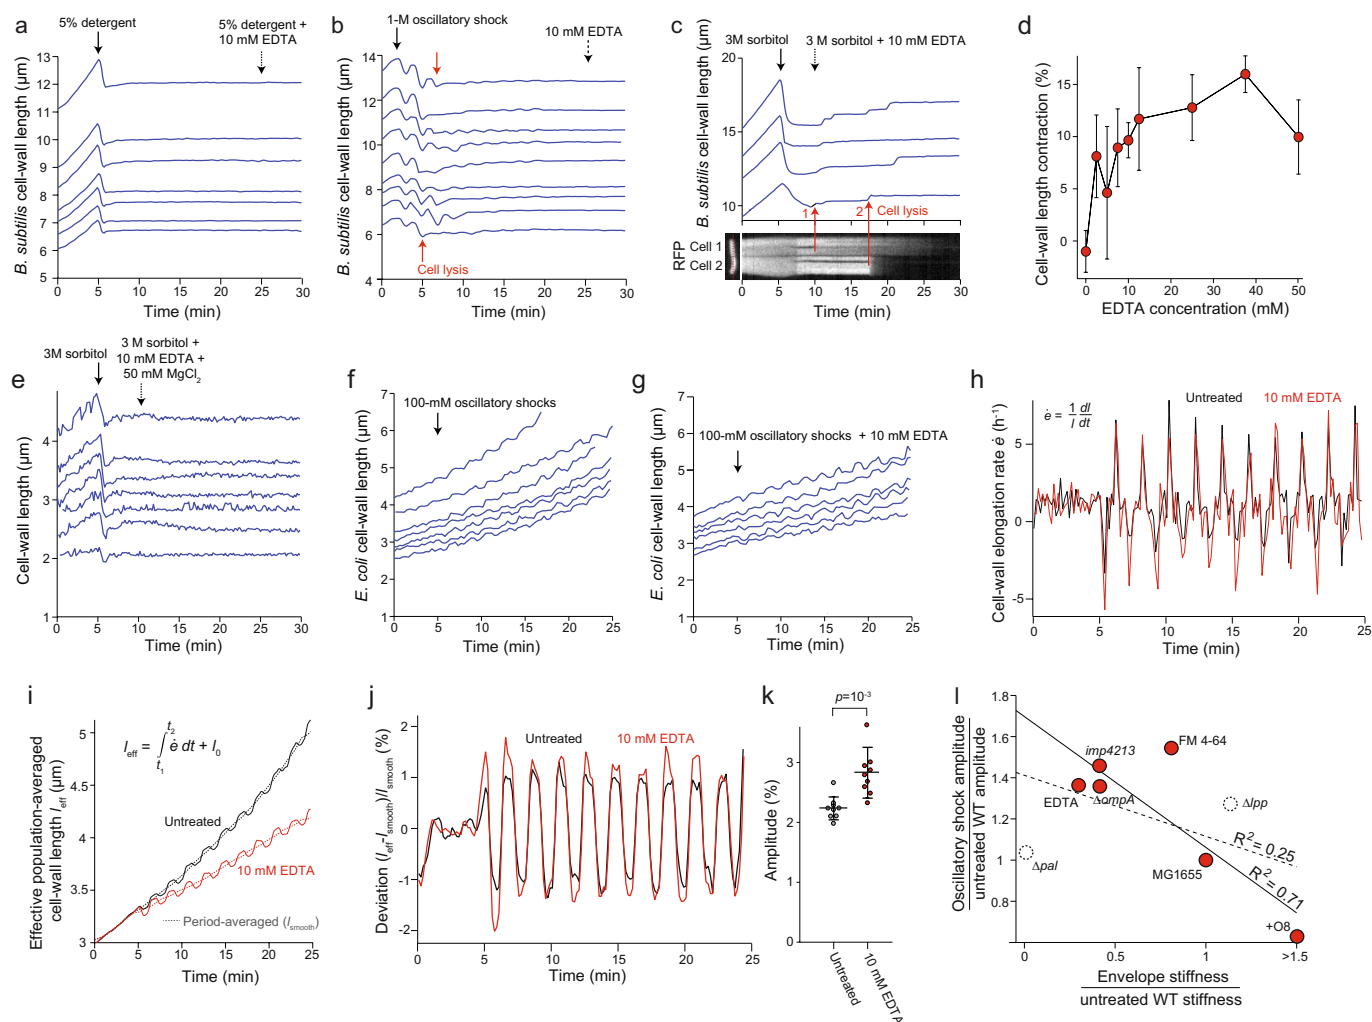 a
5% detergent
5% detergent +
10 mM EDTA
B. subtilis cell-wall length (μm)
13
12
11
10
9
8
7
6
5
0
5
10
15
20
25
30
Time (min)
b
1-M oscillatory shock
10 mM EDTA
B. subtilis cell-wall length (μm)
14
12
10
8
6
4
Cell lysis
0
5
10
15
20
25
30
Time (min)
c
3M sorbitol
3 M sorbitol + 10 mM EDTA
B. subtilis cell-wall length (μm)
20
15
10
1
2
Cell lysis
RFP
Cell 1
Cell 2
0
5
10
15
20
25
30
Time (min)
d
Cell-wall length contraction (%)
15
10
5
0
0
10
20
30
40
50
EDTA concentration (mM)
e
3M sorbitol
3 M sorbitol +
10 mM EDTA +
50 mM MgCl2
Cell-wall length (μm)
4
3
2
1
0
5
10
15
20
25
30
Time (min)
f
100-mM oscillatory shocks
E. coli cell-wall length (μm)
7
6
5
4
3
2
1
0
5
10
15
20
25
Time (min)
g
100-mM oscillatory shocks + 10 mM EDTA
E. coli cell-wall length (μm)
7
6
5
4
3
2
1
0
5
10
15
20
25
Time (min)
h
ė = 1/l dl/dt
Untreated
10 mM EDTA
Cell-wall elongation rate ė (h⁻¹)
5
0
-5
0
5
10
15
20
25
Time (min)
i
l_eff = ∫ ė dt + l_0
t_2
t_1
Effective population-averaged
cell-wall length l_eff (μm)
5
4.5
4
3.5
3
Untreated
10 mM EDTA
Period-averaged (l_smooth)
0
5
10
15
20
25
Time (min)
j
Untreated
10 mM EDTA
Deviation (l_eff-l_smooth)/l_smooth (%)
2
1
0
-1
-2
0
5
10
15
20
25
Time (min)
k
p=10⁻³
Amplitude (%)
3
2
1
0
Untreated
10 mM EDTA
l
Oscillatory shock amplitude
untreated WT amplitude
1.8
1.6
1.4
1.2
1
0.8
imp4213
FM 4-64
EDTA
ΔompA
Δlpp
Δpal
MG1655
+O8
R² = 0.25
R² = 0.71
0
0.5
1
>1.5
Envelope stiffness
untreated WT stiffness